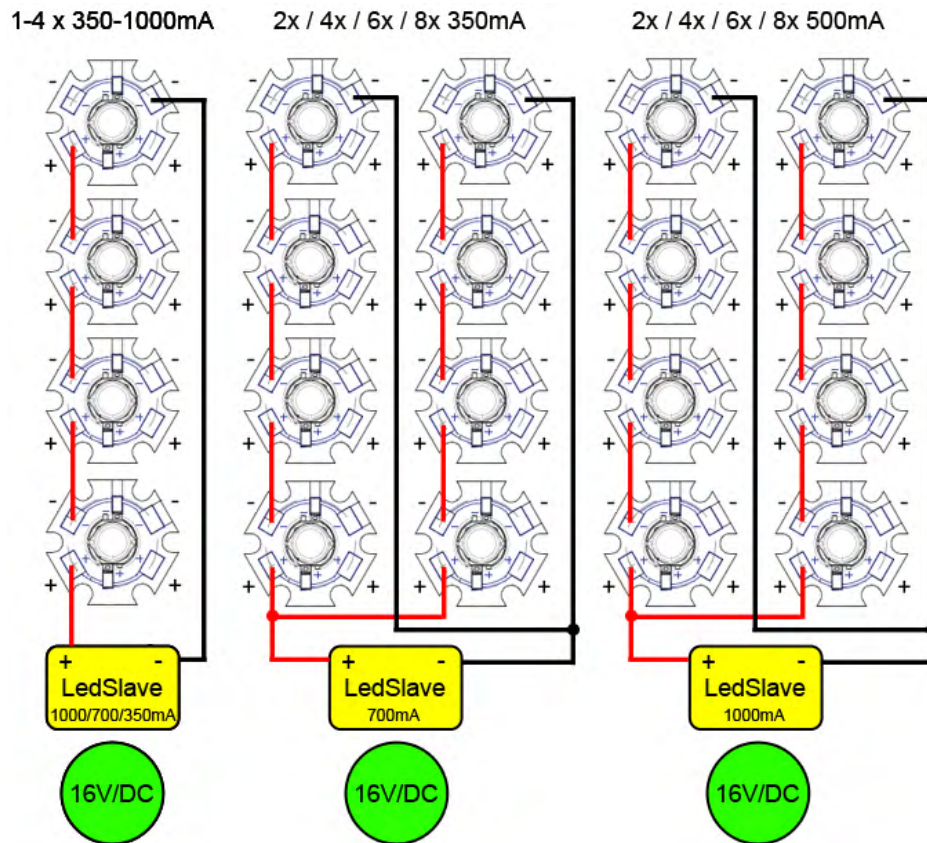 1-4 x 350-1000mA
2x / 4x / 6x / 8x 350mA
2x / 4x / 6x / 8x 500mA
- -
- -
- -
+ +
+ +
+ +
- -
- -
- -
+ +
+ +
+ +
- -
- -
- -
+ +
+ +
+ +
- -
- -
- -
+ +
+ +
+ +
+ -
LedSlave
1000/700/350mA
16V/DC
+ -
LedSlave
700mA
16V/DC
+ -
LedSlave
1000mA
16V/DC